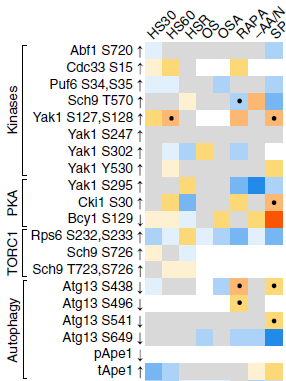 HS30 HS60 HSR OS OSA RAPA −AA/N SP
Kinases
Abf1 S720 ↑
Cdc33 S15 ↑
Puf6 S34,S35 ↑
Sch9 T570 ↑
Yak1 S127,S128 ↑
Yak1 S247 ↑
Yak1 S302 ↑
Yak1 Y530 ↑
PKA
Yak1 S295 ↑
Cki1 S30 ↑
Bcy1 S129 ↓
TORC1
Rps6 S232,S233 ↑
Sch9 S726 ↑
Sch9 T723,S726 ↑
Autophagy
Atg13 S438 ↓
Atg13 S496 ↓
Atg13 S541 ↓
Atg13 S649 ↓
pApe1 ↓
tApe1 ↑